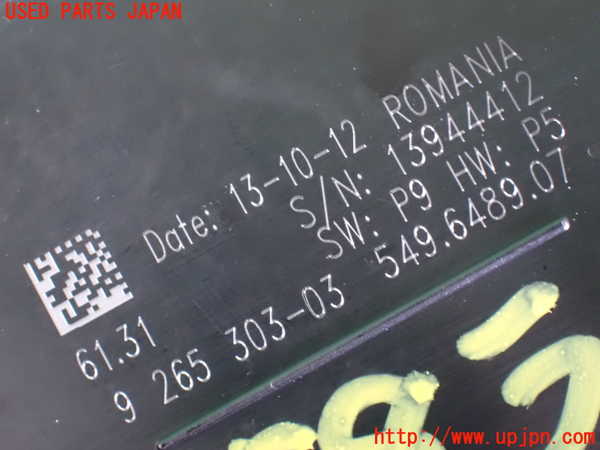 USED PARTS JAPAN
Date: 13-10-12 ROMANIA
S/N: 13944412
SW: P9 HW: P5
61.31
9 265 303-03 549.6489.07
http://www.upjpn.com